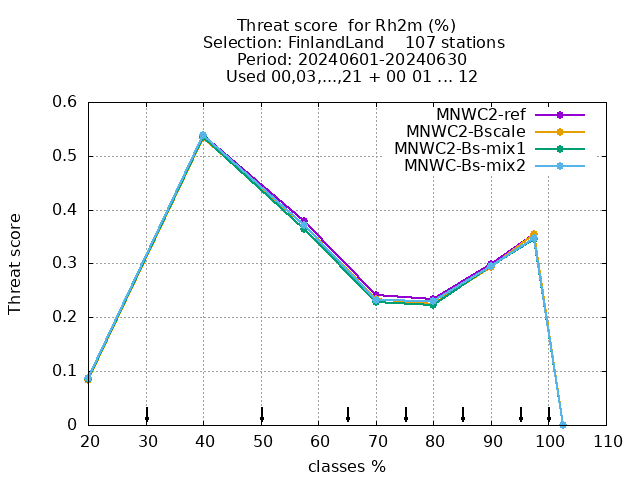 Threat score  for Rh2m (%)
Selection: FinlandLand    107 stations
Period: 20240601-20240630
Used 00,03,...,21 + 00 01 ... 12
MNWC2-ref
MNWC2-Bscale
MNWC2-Bs-mix1
MNWC-Bs-mix2
Threat score
0.6
0.5
0.4
0.3
0.2
0.1
0
20 30 40 50 60 70 80 90 100 110
classes %